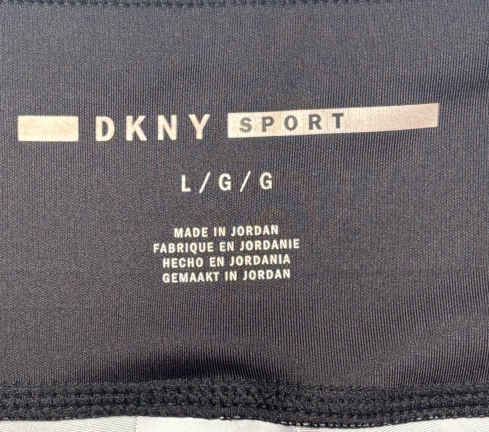 DKNY SPORT
L/G/G
MADE IN JORDAN
FABRIQUE EN JORDANIE
HECHO EN JORDANIA
GEMAAKT IN JORDAN